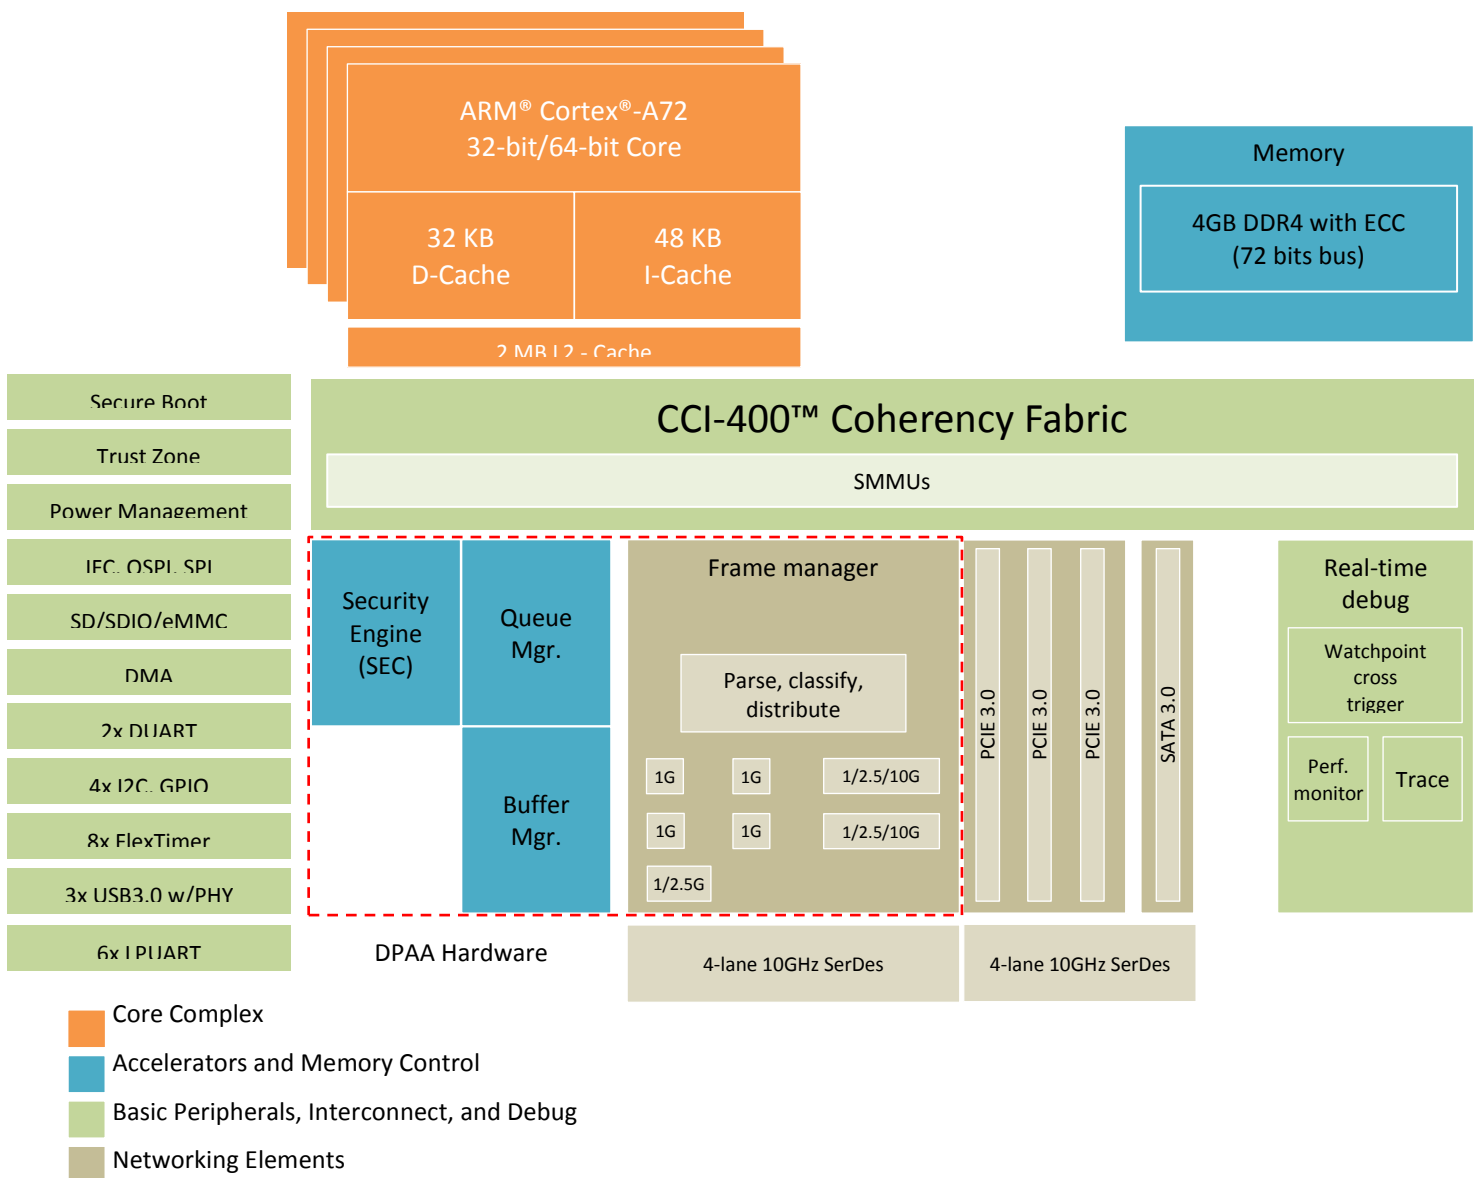 ARM® Cortex®-A72
32-bit/64-bit Core
32 KB
D-Cache
48 KB
I-Cache
2 MB L2 - Cache
Memory
4GB DDR4 with ECC
(72 bits bus)
Secure Boot
Trust Zone
Power Management
IFC, QSPI, SPI
SD/SDIO/eMMC
DMA
2x DUART
4x I2C, GPIO
8x FlexTimer
3x USB3.0 w/PHY
6x LPUART
CCI-400™ Coherency Fabric
SMMUs
Security
Engine
(SEC)
Queue
Mgr.
Buffer
Mgr.
DPAA Hardware
Frame manager
Parse, classify,
distribute
1G
1G
1/2.5/10G
1G
1G
1/2.5/10G
1/2.5G
4-lane 10GHz SerDes
PCIE 3.0
PCIE 3.0
PCIE 3.0
SATA 3.0
4-lane 10GHz SerDes
Real-time
debug
Watchpoint
cross
trigger
Perf.
monitor
Trace
Core Complex
Accelerators and Memory Control
Basic Peripherals, Interconnect, and Debug
Networking Elements